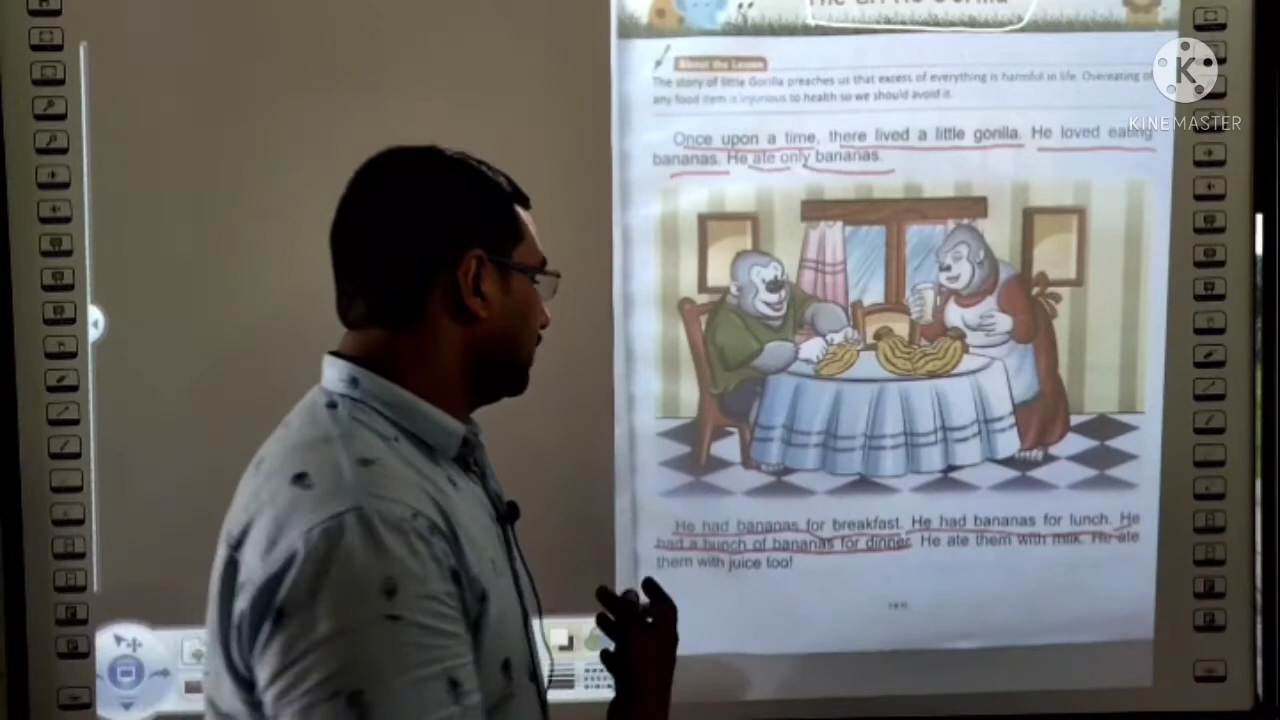 About the Lesson
The story of little Gorilla preaches us that excess of everything is harmful in life. Overeating of
any food item is injurious to health so we should avoid it.
Once upon a time, there lived a little gorilla. He loved eating
bananas. He ate only bananas.
He had bananas for breakfast. He had bananas for lunch. He
had a bunch of bananas for dinner. He ate them with milk. He ate
them with juice too!
K
KINEMASTER